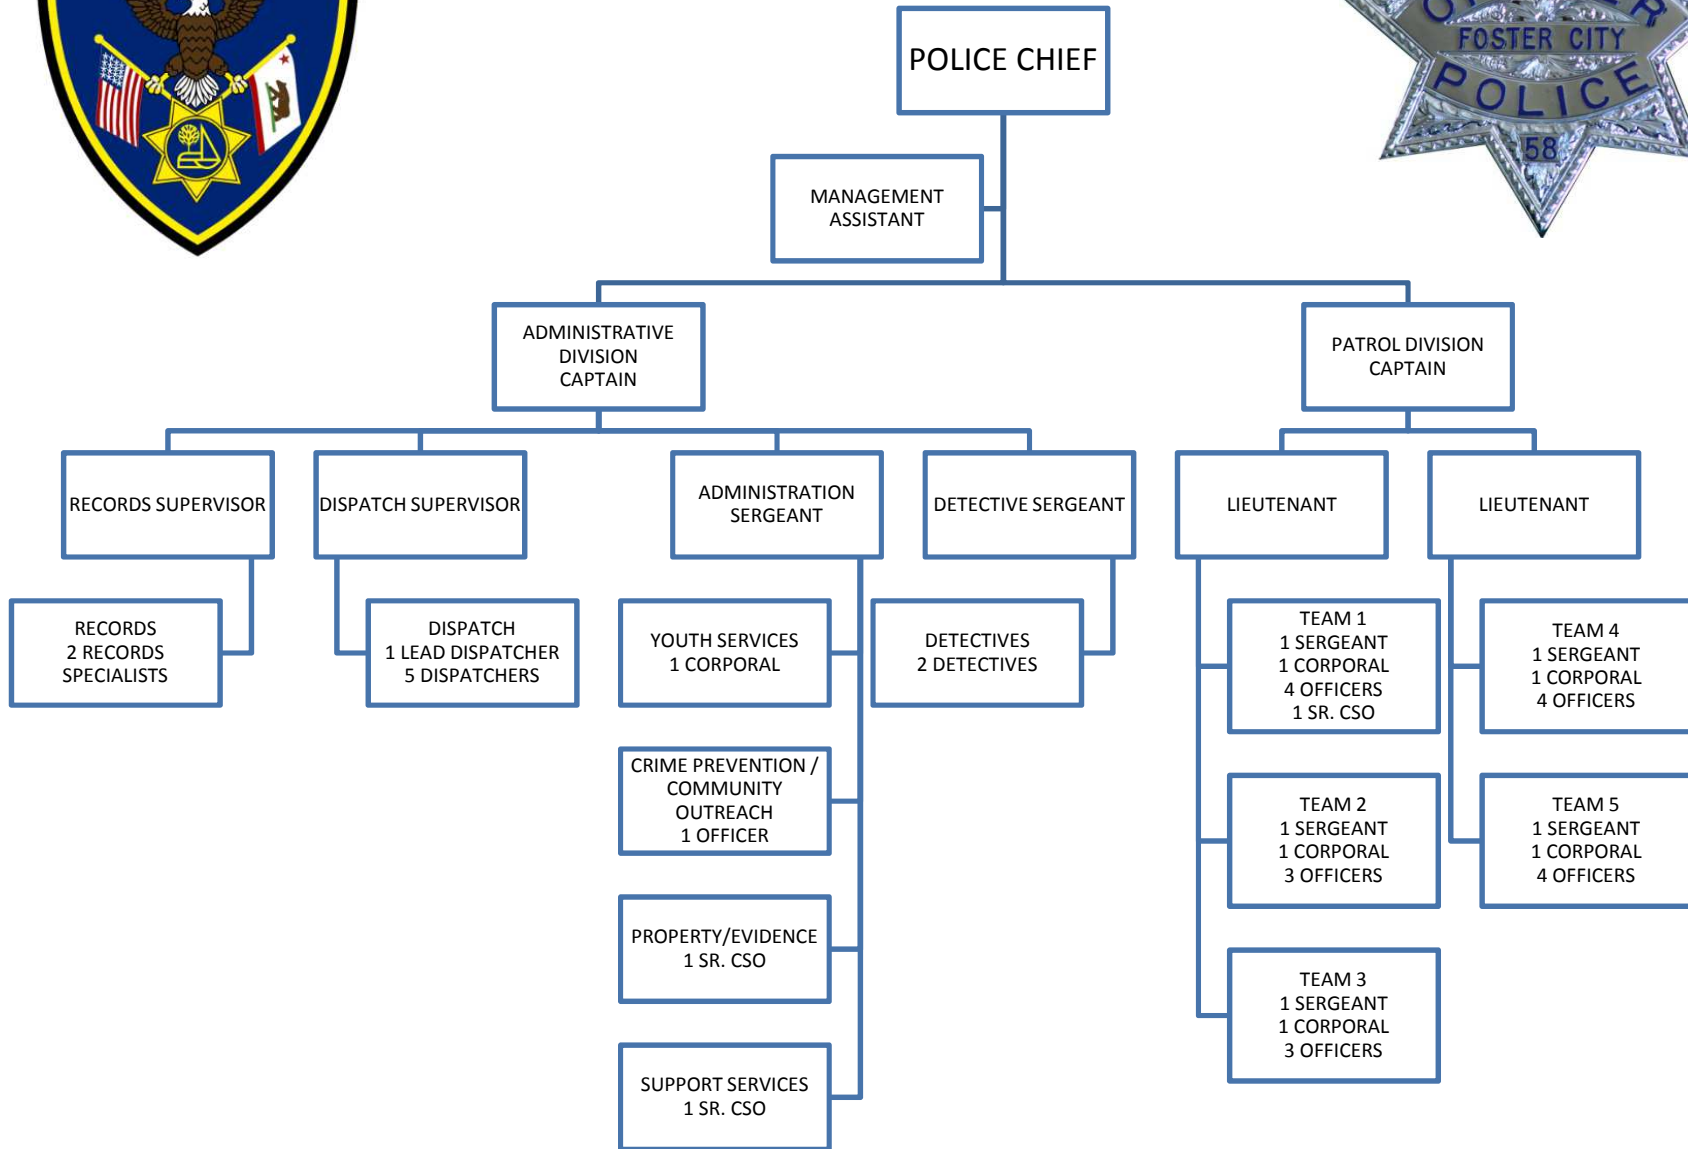 POLICE CHIEF
FOSTER CITY
POLICE
58
MANAGEMENT
ASSISTANT
ADMINISTRATIVE
DIVISION
CAPTAIN
PATROL DIVISION
CAPTAIN
RECORDS SUPERVISOR
DISPATCH SUPERVISOR
ADMINISTRATION
SERGEANT
DETECTIVE SERGEANT
LIEUTENANT
LIEUTENANT
RECORDS
2 RECORDS
SPECIALISTS
DISPATCH
1 LEAD DISPATCHER
5 DISPATCHERS
YOUTH SERVICES
1 CORPORAL
DETECTIVES
2 DETECTIVES
TEAM 1
1 SERGEANT
1 CORPORAL
4 OFFICERS
1 SR. CSO
TEAM 4
1 SERGEANT
1 CORPORAL
4 OFFICERS
CRIME PREVENTION /
COMMUNITY
OUTREACH
1 OFFICER
TEAM 2
1 SERGEANT
1 CORPORAL
3 OFFICERS
TEAM 5
1 SERGEANT
1 CORPORAL
4 OFFICERS
PROPERTY/EVIDENCE
1 SR. CSO
TEAM 3
1 SERGEANT
1 CORPORAL
3 OFFICERS
SUPPORT SERVICES
1 SR. CSO